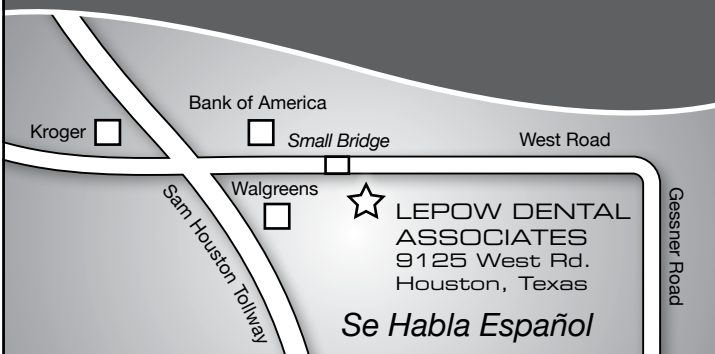 Bank of America
Kroger
Small Bridge
West Road
Walgreens
Sam Houston Tollway
LEPOW DENTAL
ASSOCIATES
9125 West Rd.
Houston, Texas
Gessner Road
Se Habla Español